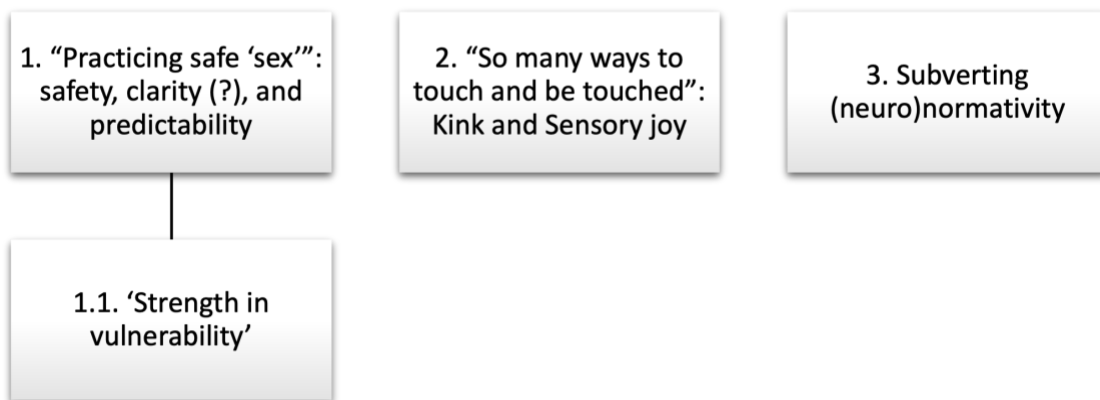 1. “Practicing safe ‘sex’”:
safety, clarity (?), and
predictability
2. “So many ways to
touch and be touched”:
Kink and Sensory joy
3. Subverting
(neuro)normativity
1.1. ‘Strength in
vulnerability’